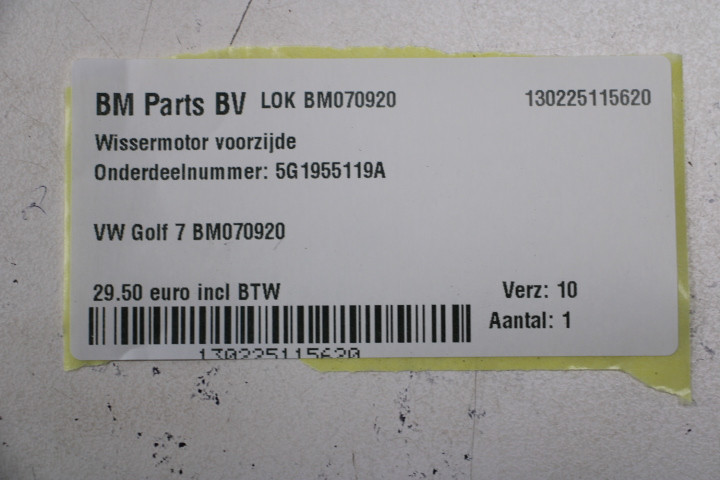 BM Parts BV LOK BM070920 130225115620
Wissermotor voorzijde
Onderdeelnummer: 5G1955119A
VW Golf 7 BM070920
29.50 euro incl BTW Verz: 10
Aantal: 1
130225115620